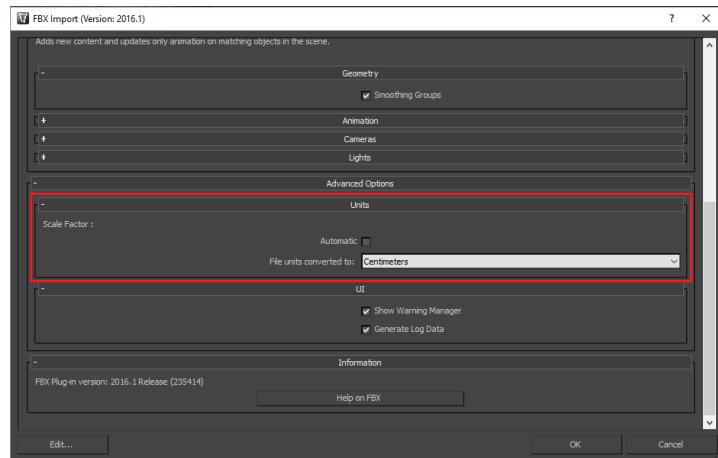 FBX Import (Version: 2016.1)
Adds new content and updates only animation on matching objects in the scene.
- Geometry
Smoothing Groups
+ Animation
+ Cameras
+ Lights
- Advanced Options
- Units
Scale Factor :
Automatic
File units converted to: Centimeters
- UI
Show Warning Manager
Generate Log Data
- Information
FBX Plug-in version: 2016.1 Release (235414)
Help on FBX
Edit... OK Cancel